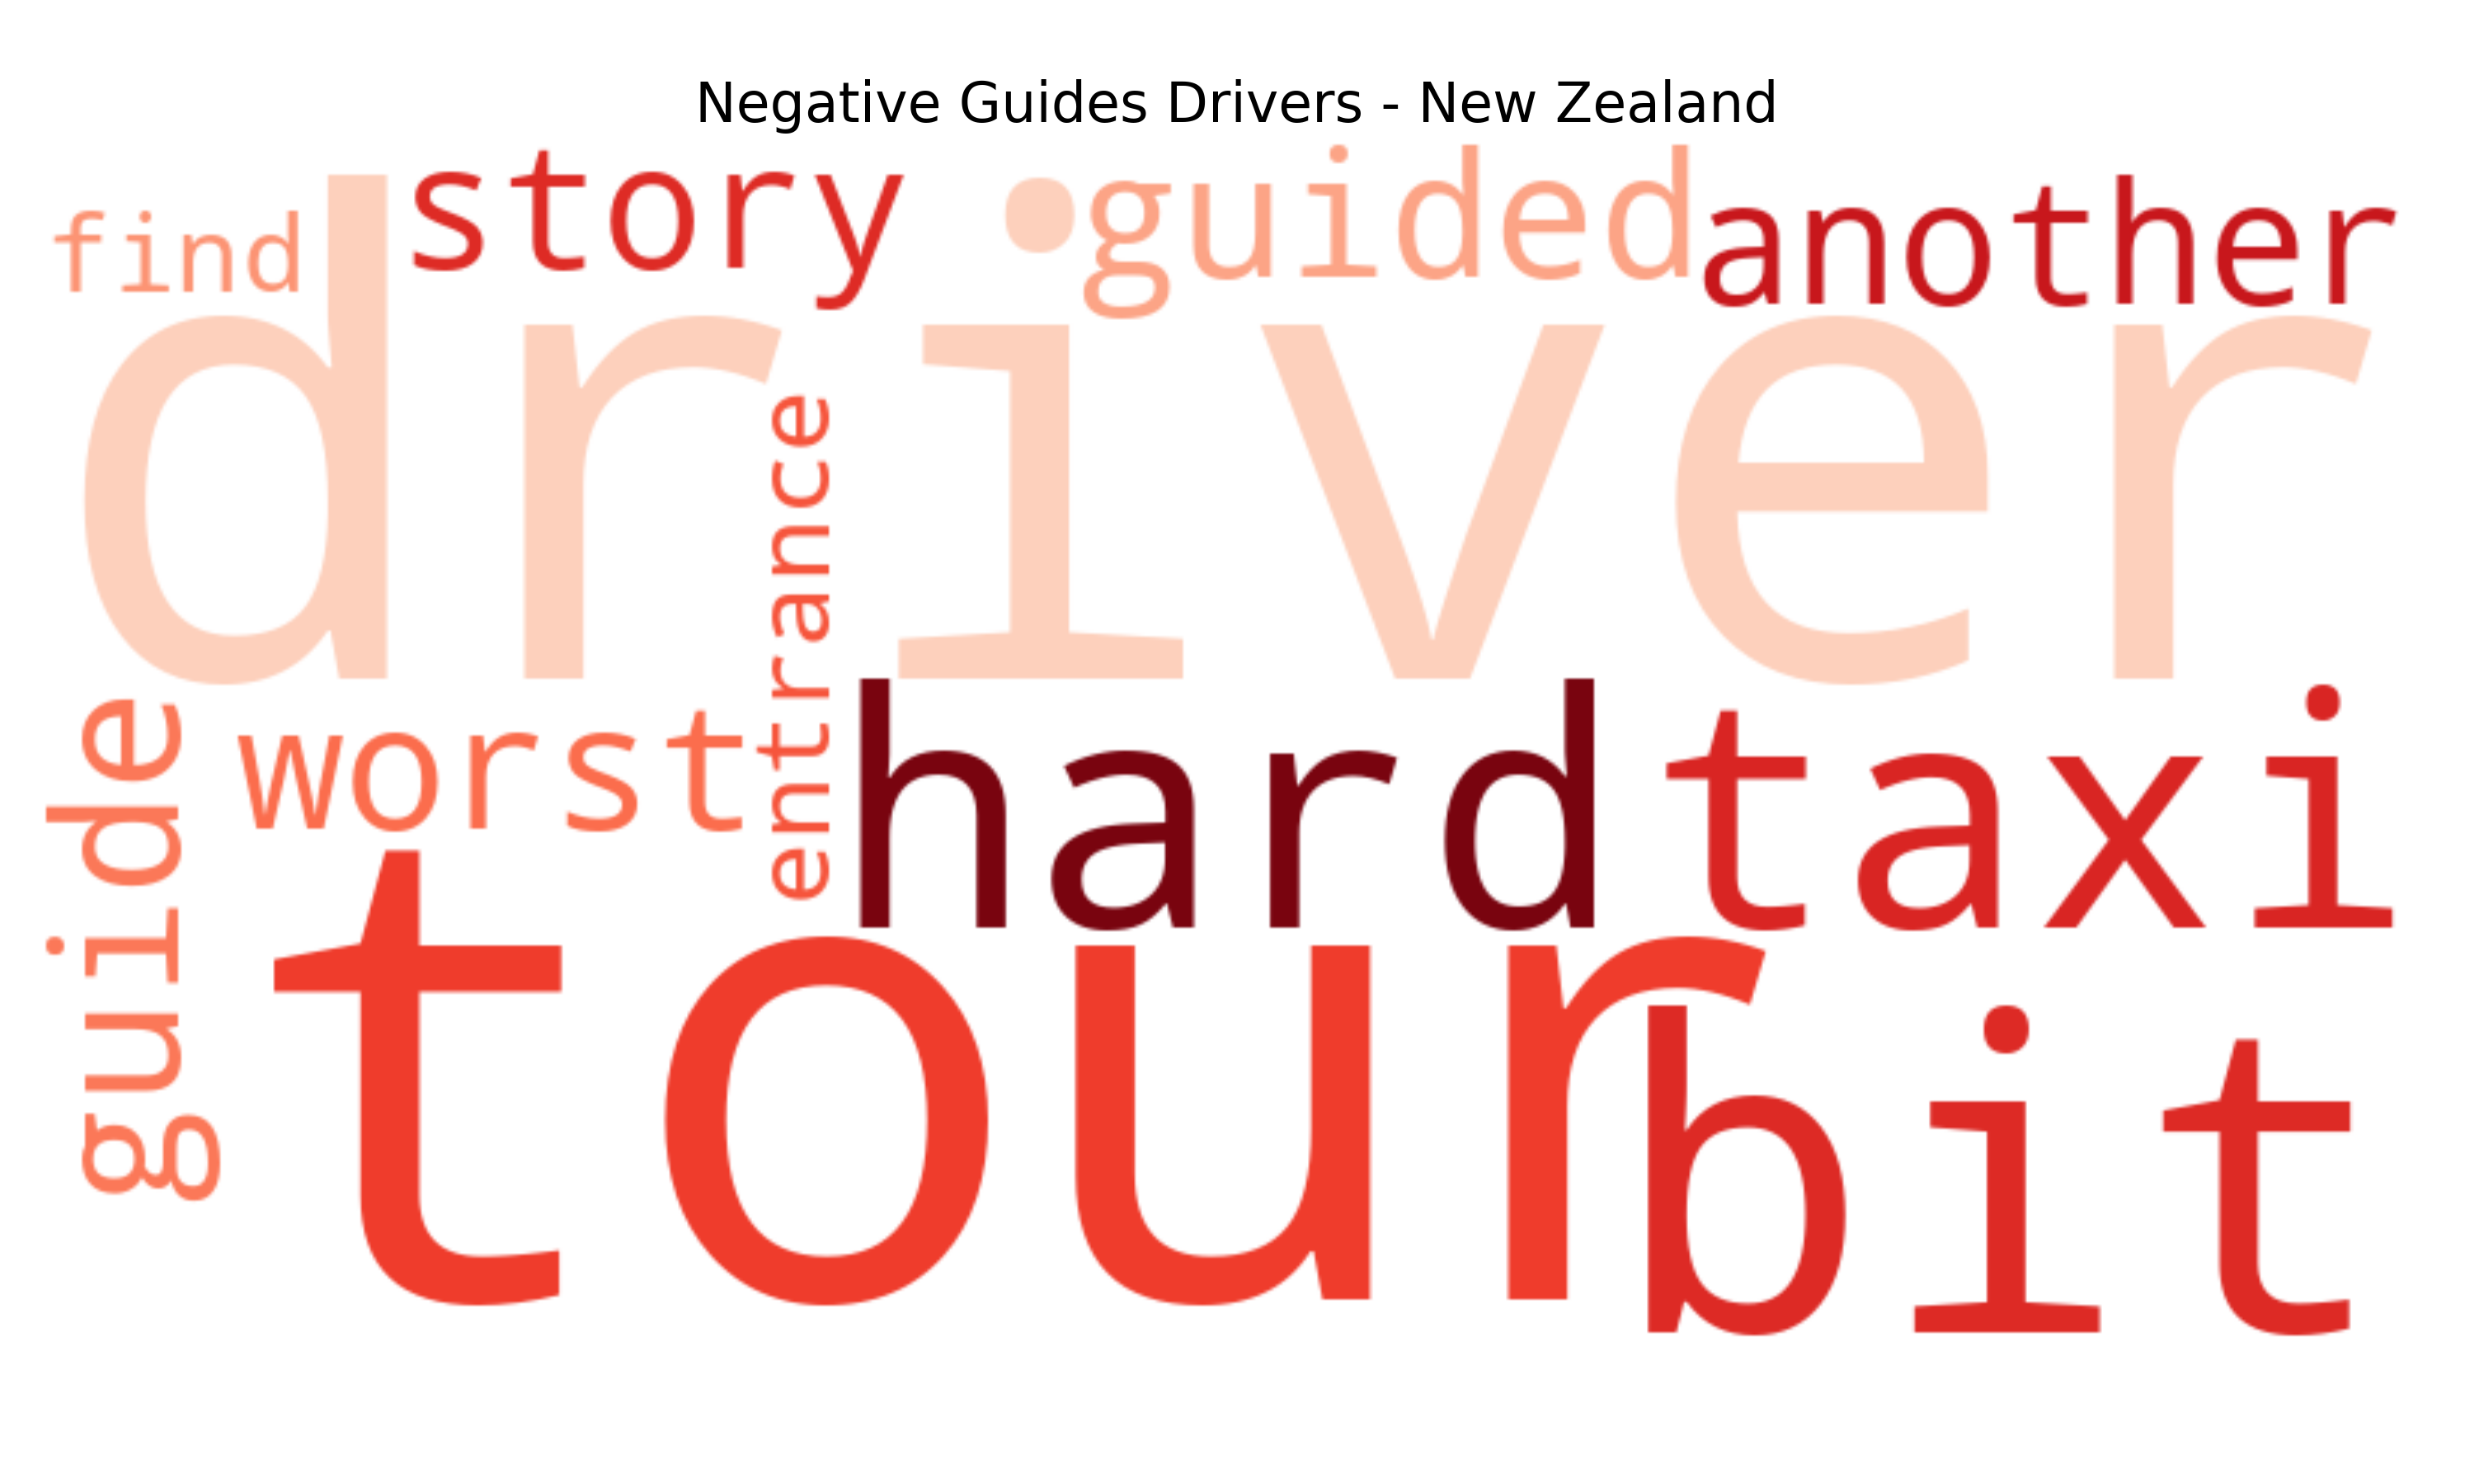 Negative Guides Drivers - New Zealand
find
story
guided
another
driver
entrance
guide
worst
hard
taxi
tour
bit